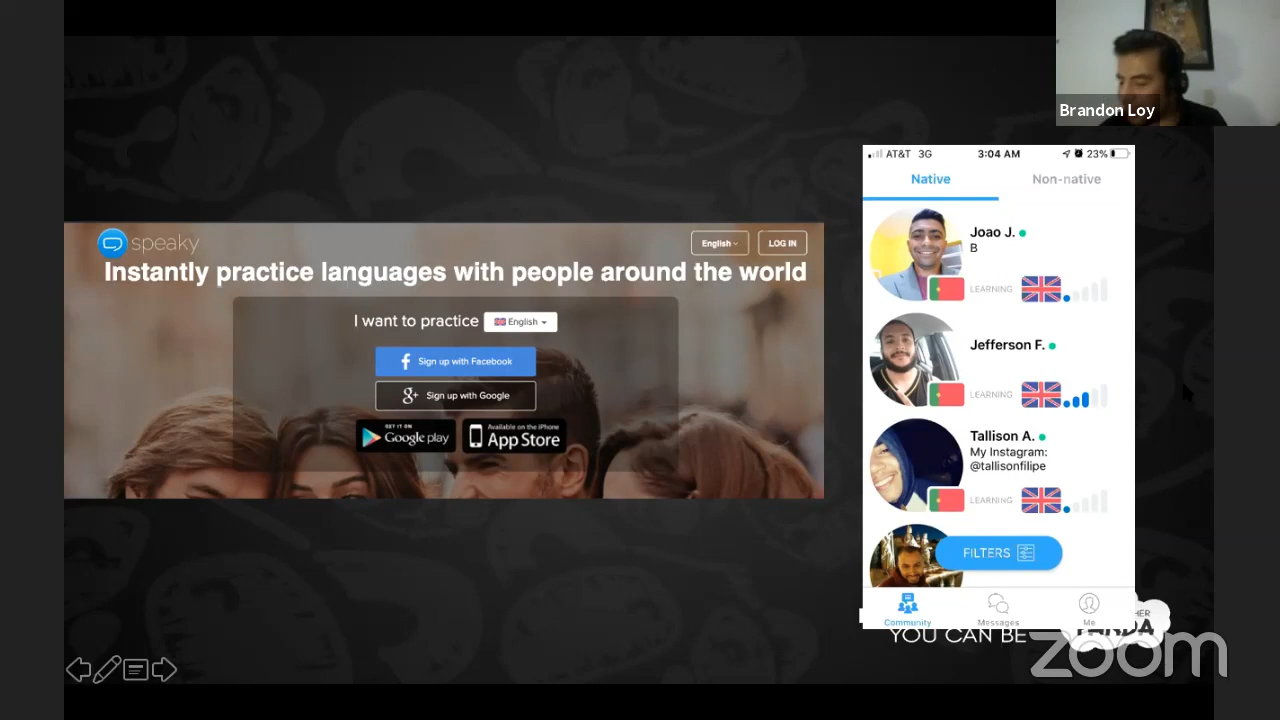 Brandon Loy
speaky
English
LOG IN
Instantly practice languages with people around the world
I want to practice English
Sign up with Facebook
g+ Sign up with Google
GET IT ON
Google play
Available on the iPhone
App Store
AT&T 3G 3:04 AM 23%
Native Non-native
Joao J.
B
LEARNING
Jefferson F.
LEARNING
Tallison A.
My Instagram:
@tallisonfilipe
LEARNING
FILTERS
Community Messages Me
HER
YOU CAN BE PANDA
zoom